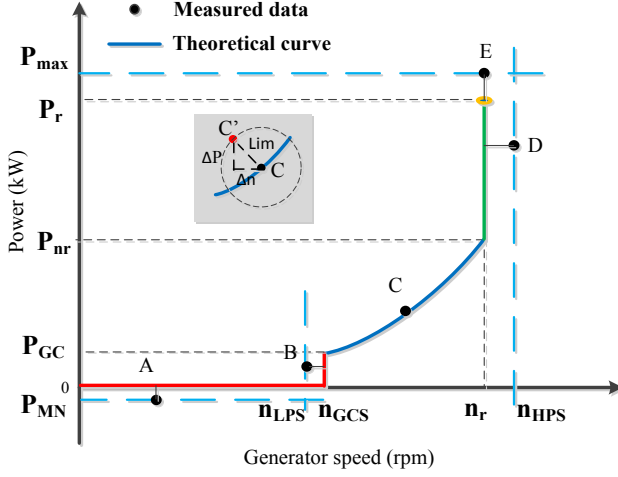 Measured data
Theoretical curve
E
Pmax
Pr
D
C'
Lim
ΔP
C
Δn
Power (kW)
Pnr
C
PGC
B
A
0
PMN
nLPS nGCS nr nHPS
Generator speed (rpm)